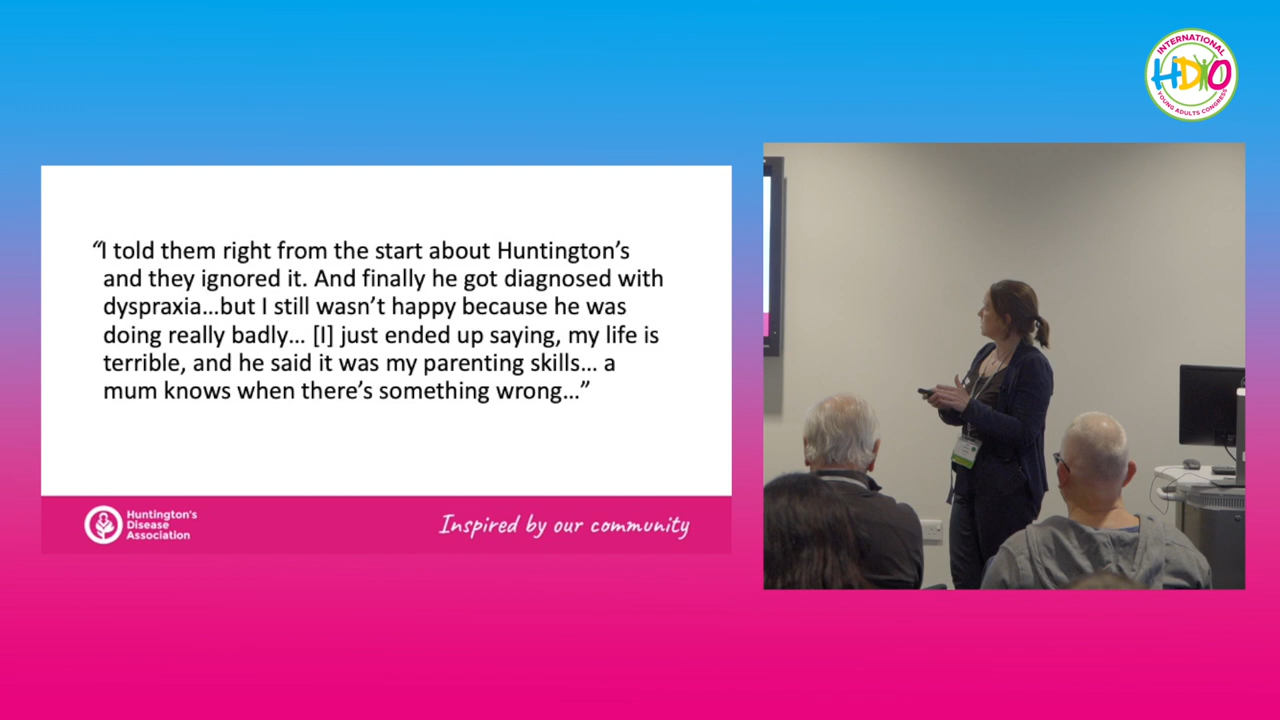 INTERNATIONAL
HDYO
YOUNG ADULTS CONGRESS
“I told them right from the start about Huntington’s
and they ignored it. And finally he got diagnosed with
dyspraxia...but I still wasn’t happy because he was
doing really badly... [I] just ended up saying, my life is
terrible, and he said it was my parenting skills... a
mum knows when there’s something wrong...”
Huntington's
Disease
Association
Inspired by our community